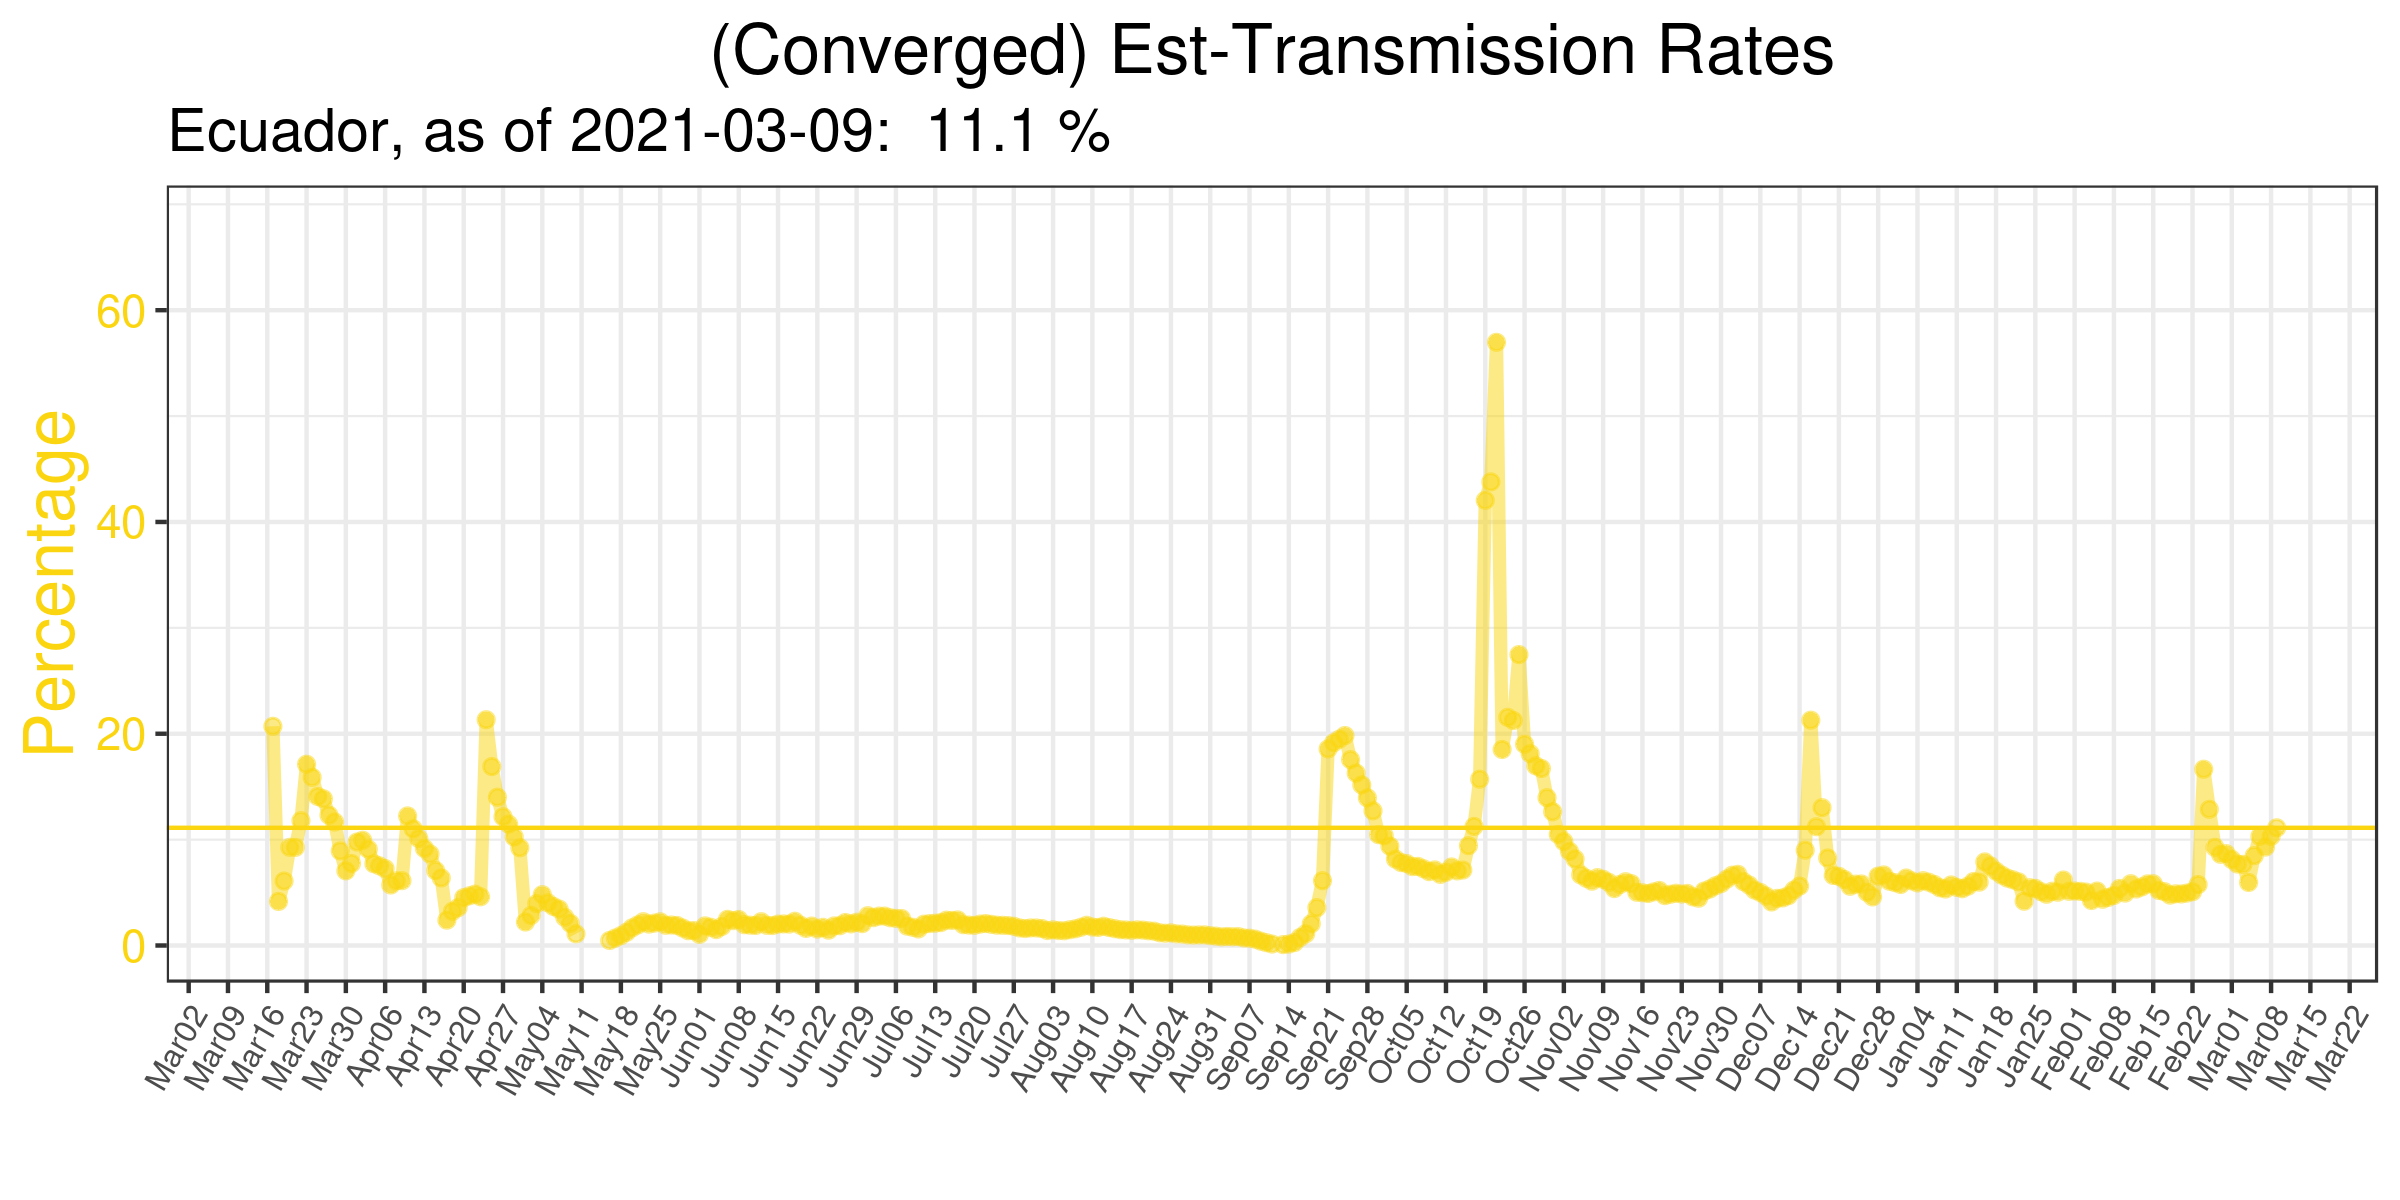 (Converged) Est-Transmission Rates
Ecuador, as of 2021-03-09:  11.1 %
Percentage
60
40
20
0
Mar02
Mar09
Mar16
Mar23
Mar30
Apr06
Apr13
Apr20
Apr27
May04
May11
May18
May25
Jun01
Jun08
Jun15
Jun22
Jun29
Jul06
Jul13
Jul20
Jul27
Aug03
Aug10
Aug17
Aug24
Aug31
Sep07
Sep14
Sep21
Sep28
Oct05
Oct12
Oct19
Oct26
Nov02
Nov09
Nov16
Nov23
Nov30
Dec07
Dec14
Dec21
Dec28
Jan04
Jan11
Jan18
Jan25
Feb01
Feb08
Feb15
Feb22
Mar01
Mar08
Mar15
Mar22